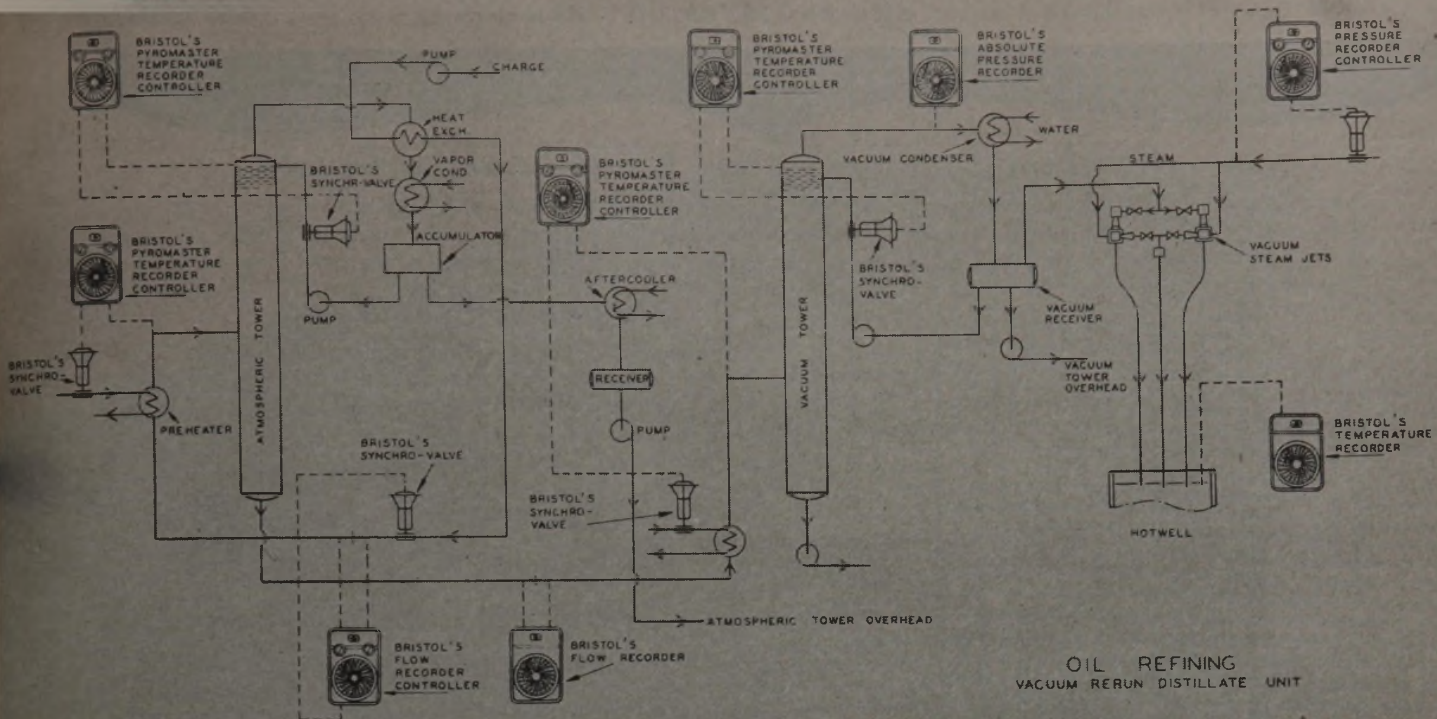 BRISTOL'S
PYROMASTER
TEMPERATURE
RECORDER
CONTROLLER
PUMP
CHARGE
HEAT
EXCH.
VAPOR
COND
BRISTOL'S
SYNCHR-VALVE
ACCUMULATOR
PUMP
BRISTOL'S
PYROMASTER
TEMPERATURE
RECORDER
CONTROLLER
BRISTOL'S
SYNCHRO-
VALVE
PREHEATER
ATMOSPHERIC TOWER
BRISTOL'S
SYNCHRO-VALVE
BRISTOL'S
PYROMASTER
TEMPERATURE
RECORDER
CONTROLLER
AFTERCOOLER
RECEIVER
PUMP
BRISTOL'S
SYNCHRO-
VALVE
BRISTOL'S
PYROMASTER
TEMPERATURE
RECORDER
CONTROLLER
BRISTOL'S
ABSOLUTE
PRESSURE
RECORDER
WATER
VACUUM CONDENSER
VACUUM TOWER
BRISTOL'S
SYNCHRO-
VALVE
VACUUM
RECEIVER
VACUUM
TOWER
OVERHEAD
STEAM
BRISTOL'S
PRESSURE
RECORDER
CONTROLLER
VACUUM
STEAM JETS
BRISTOL'S
TEMPERATURE
RECORDER
HOTWELL
ATMOSPHERIC TOWER OVERHEAD
BRISTOL'S
FLOW
RECORDER
CONTROLLER
BRISTOL'S
FLOW RECORDER
OIL REFINING
VACUUM RERUN DISTILLATE UNIT